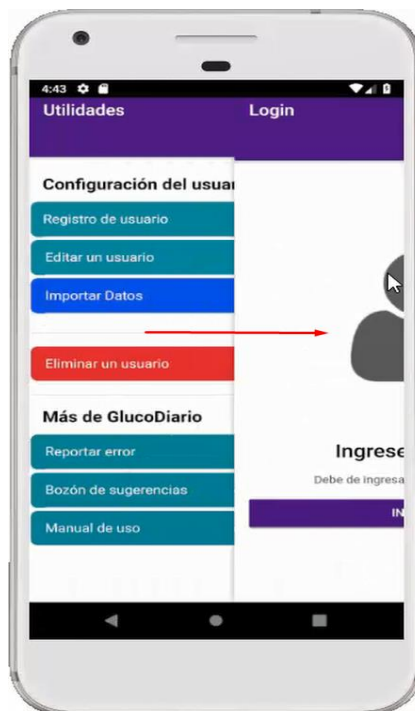 4:43
Utilidades
Login
Configuración del usuar
Registro de usuario
Editar un usuario
Importar Datos
Eliminar un usuario
Más de GlucoDiario
Reportar error
Bozón de sugerencias
Manual de uso
Ingrese
Debe de ingresa
IN